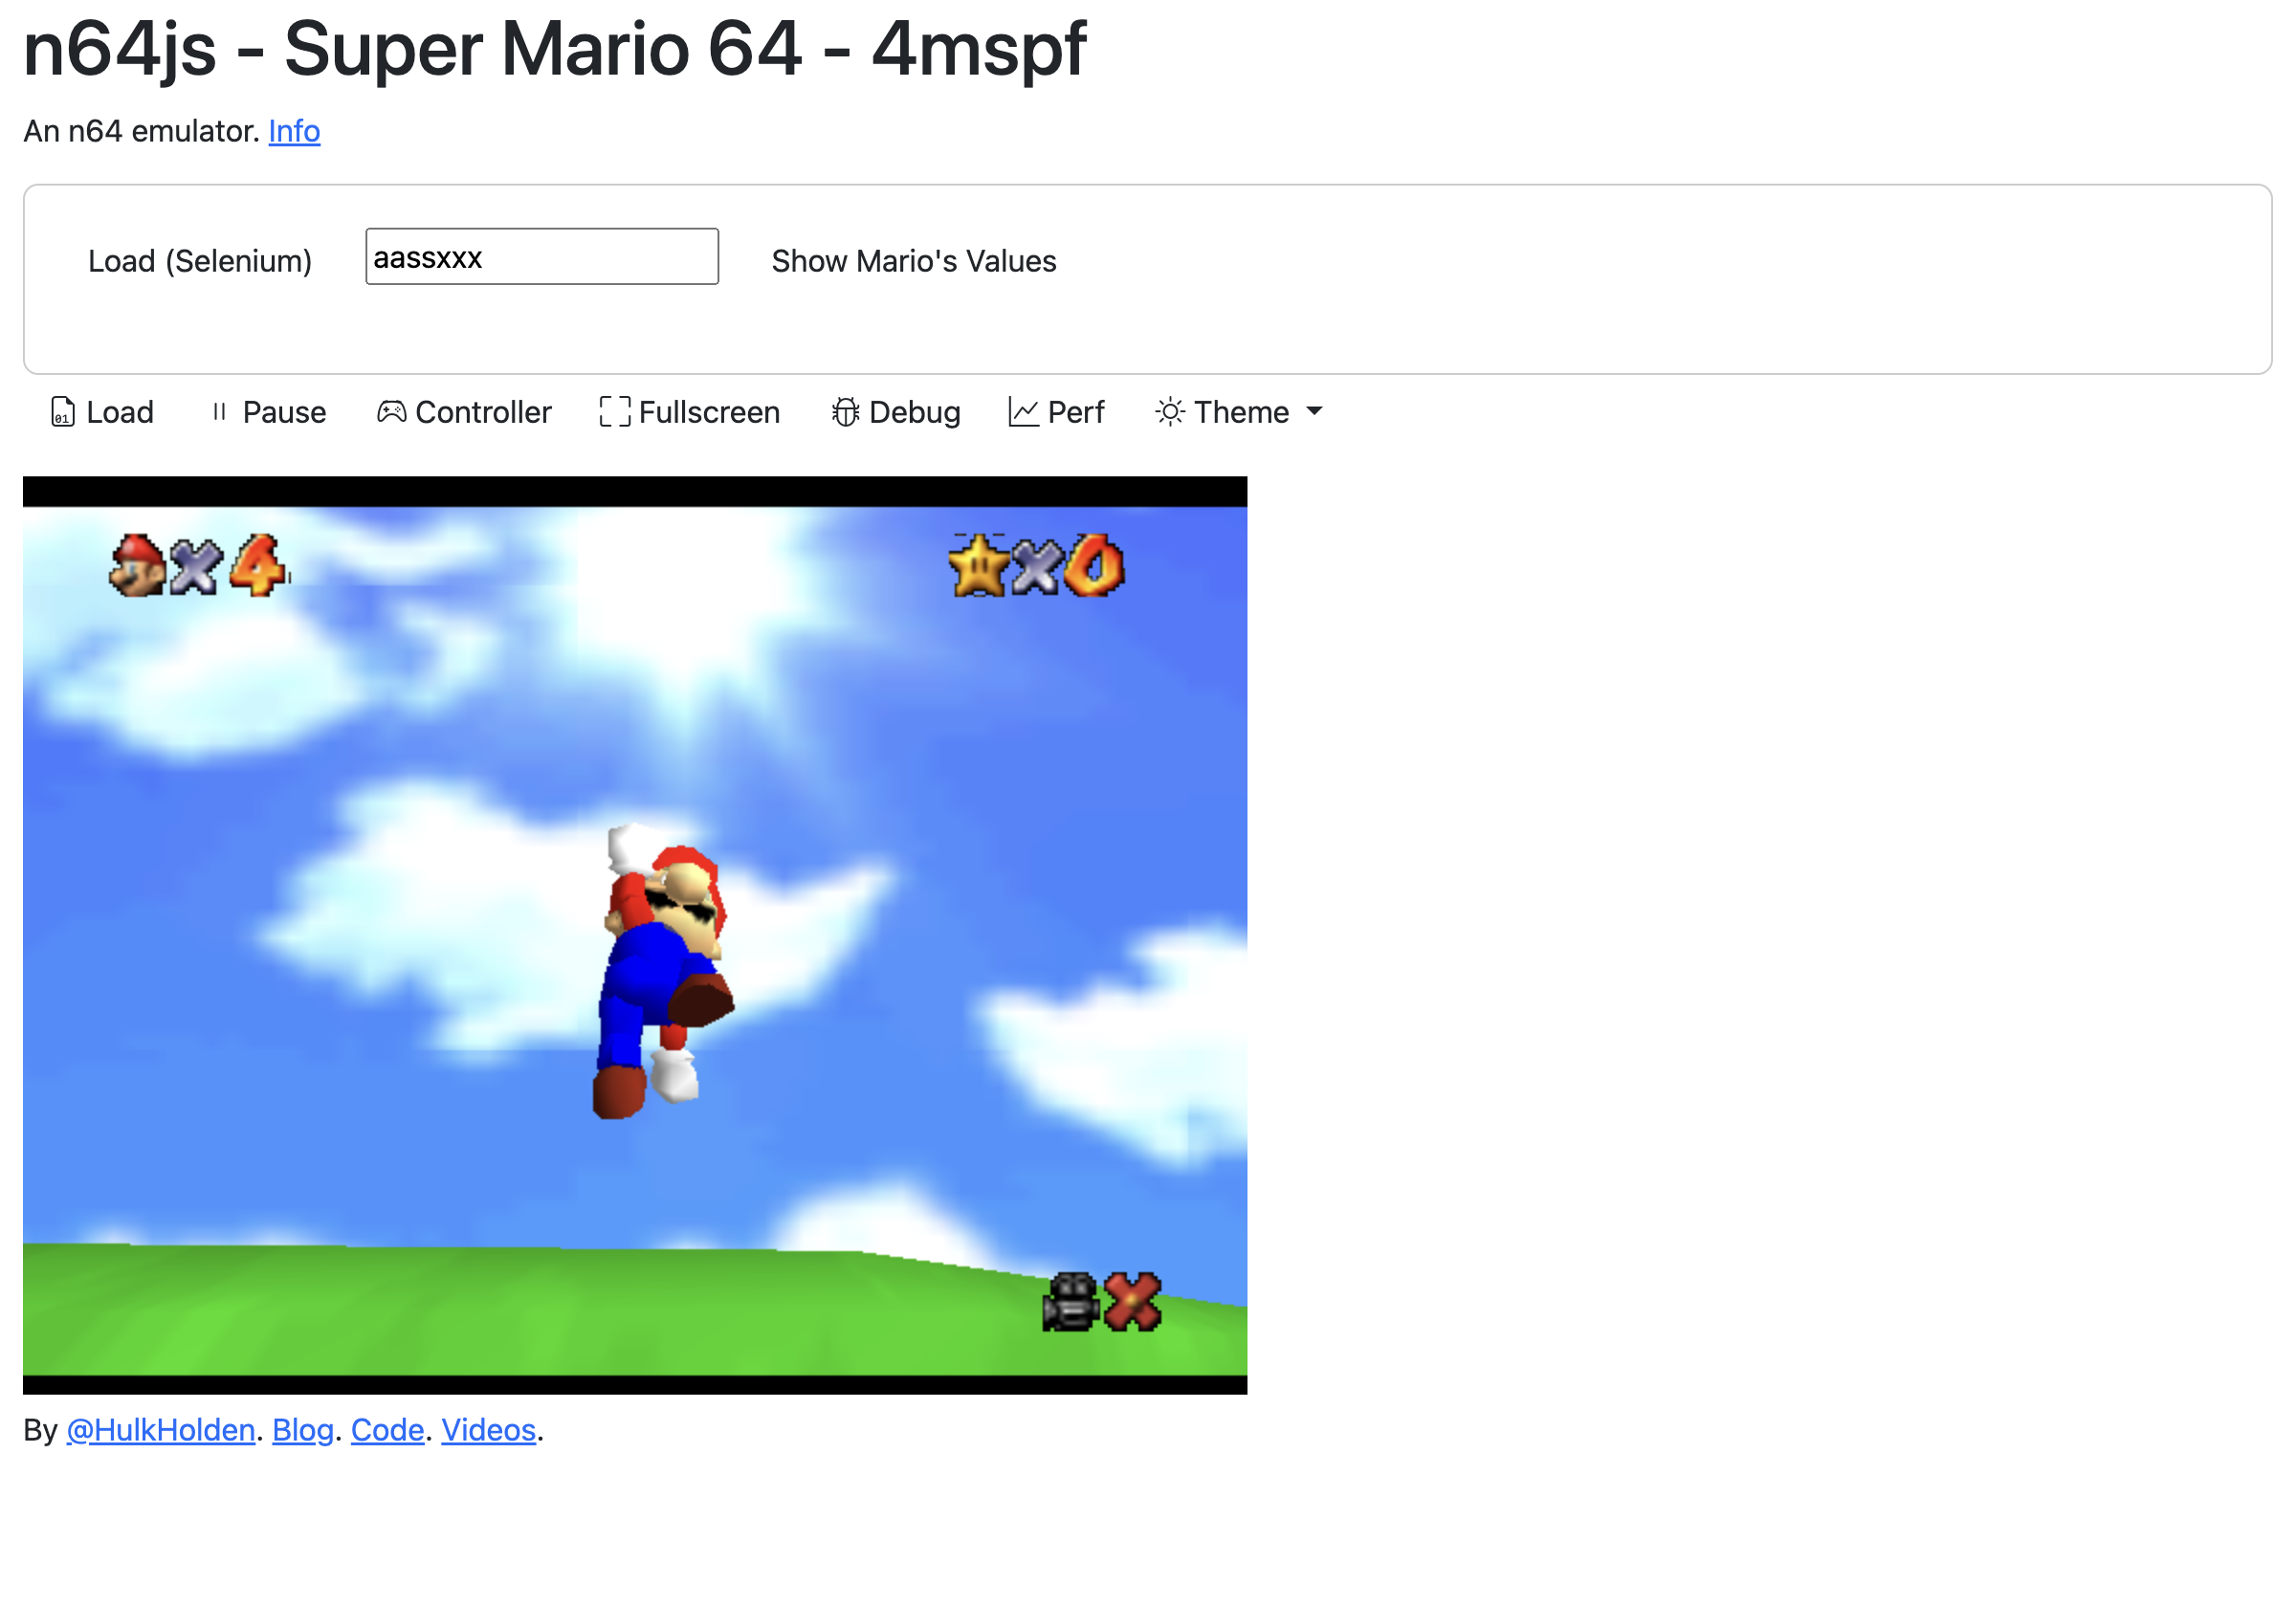 n64js - Super Mario 64 - 4mspf
An n64 emulator. Info
Load (Selenium) aassxxx Show Mario's Values
Load Pause Controller Fullscreen Debug Perf Theme
×4 ×0
By @HulkHolden. Blog. Code. Videos.